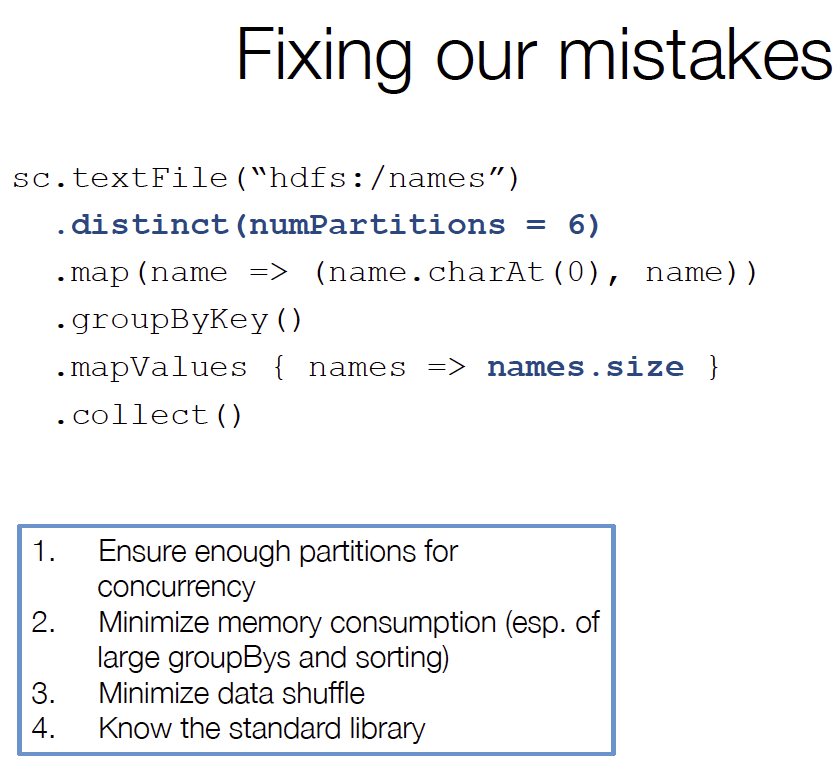 Fixing our mistakes
sc.textFile(“hdfs:/names”)
.distinct(numPartitions = 6)
.map(name => (name.charAt(0), name))
.groupByKey()
.mapValues { names => names.size }
.collect()
1. Ensure enough partitions for
concurrency
2. Minimize memory consumption (esp. of
large groupBys and sorting)
3. Minimize data shuffle
4. Know the standard library